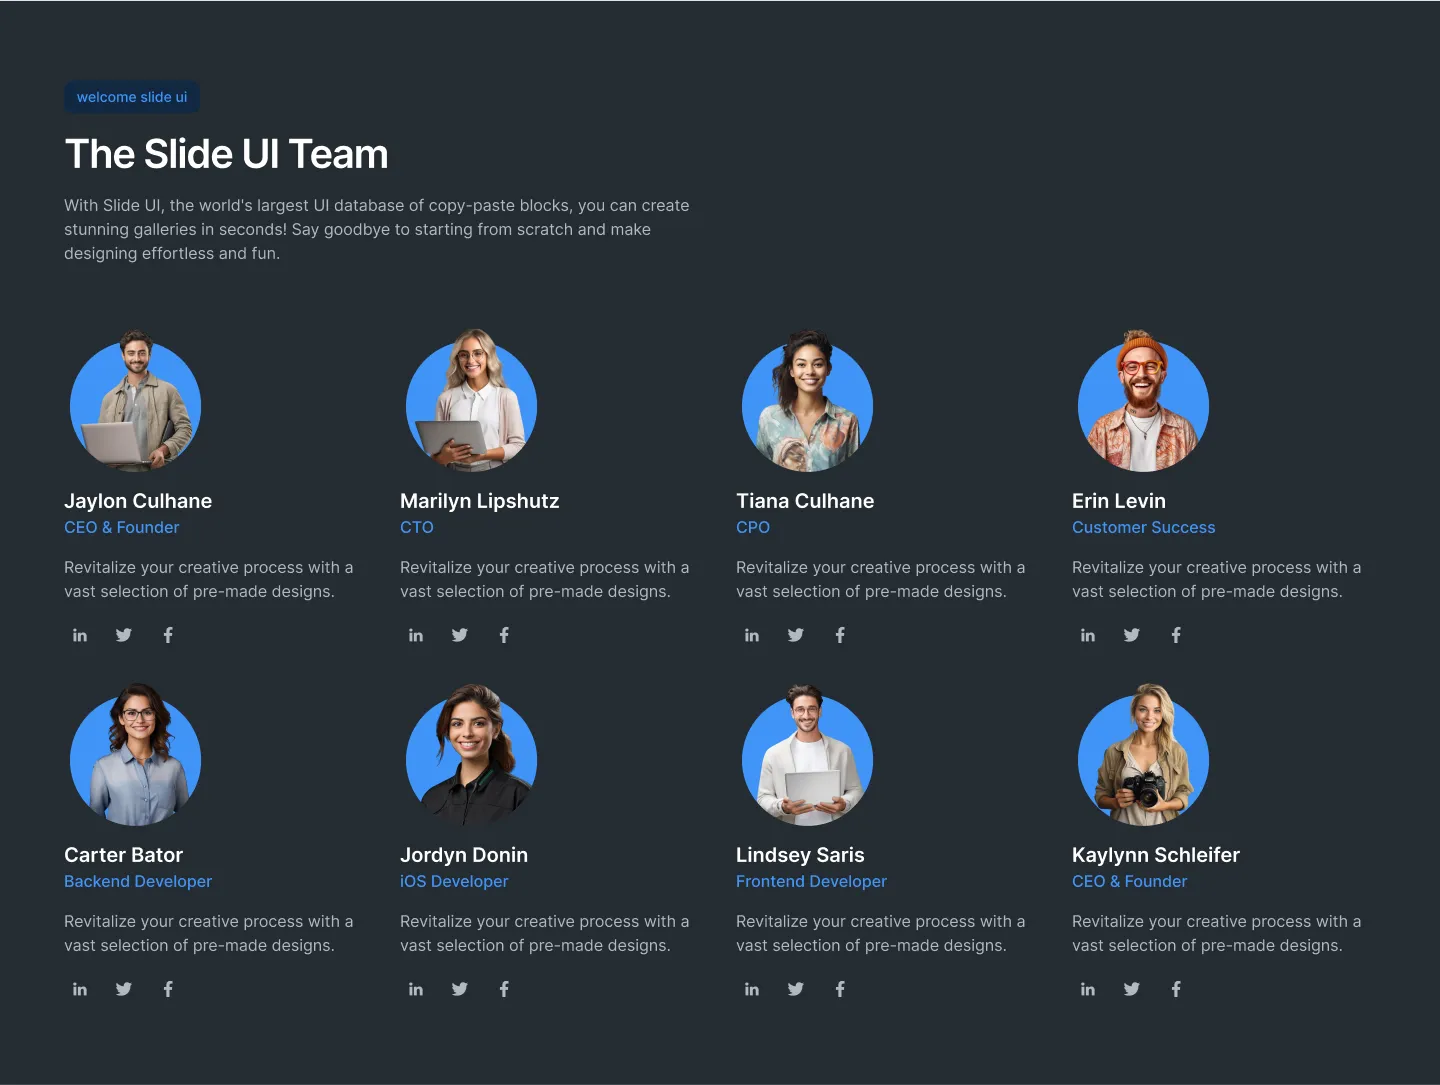 welcome slide ui
The Slide UI Team
With Slide UI, the world's largest UI database of copy-paste blocks, you can create
stunning galleries in seconds! Say goodbye to starting from scratch and make
designing effortless and fun.
Jaylon Culhane
CEO & Founder
Revitalize your creative process with a
vast selection of pre-made designs.
in
Marilyn Lipshutz
CTO
Revitalize your creative process with a
vast selection of pre-made designs.
in
Tiana Culhane
CPO
Revitalize your creative process with a
vast selection of pre-made designs.
in
Erin Levin
Customer Success
Revitalize your creative process with a
vast selection of pre-made designs.
in
Carter Bator
Backend Developer
Revitalize your creative process with a
vast selection of pre-made designs.
in
Jordyn Donin
iOS Developer
Revitalize your creative process with a
vast selection of pre-made designs.
in
Lindsey Saris
Frontend Developer
Revitalize your creative process with a
vast selection of pre-made designs.
in
Kaylynn Schleifer
CEO & Founder
Revitalize your creative process with a
vast selection of pre-made designs.
in